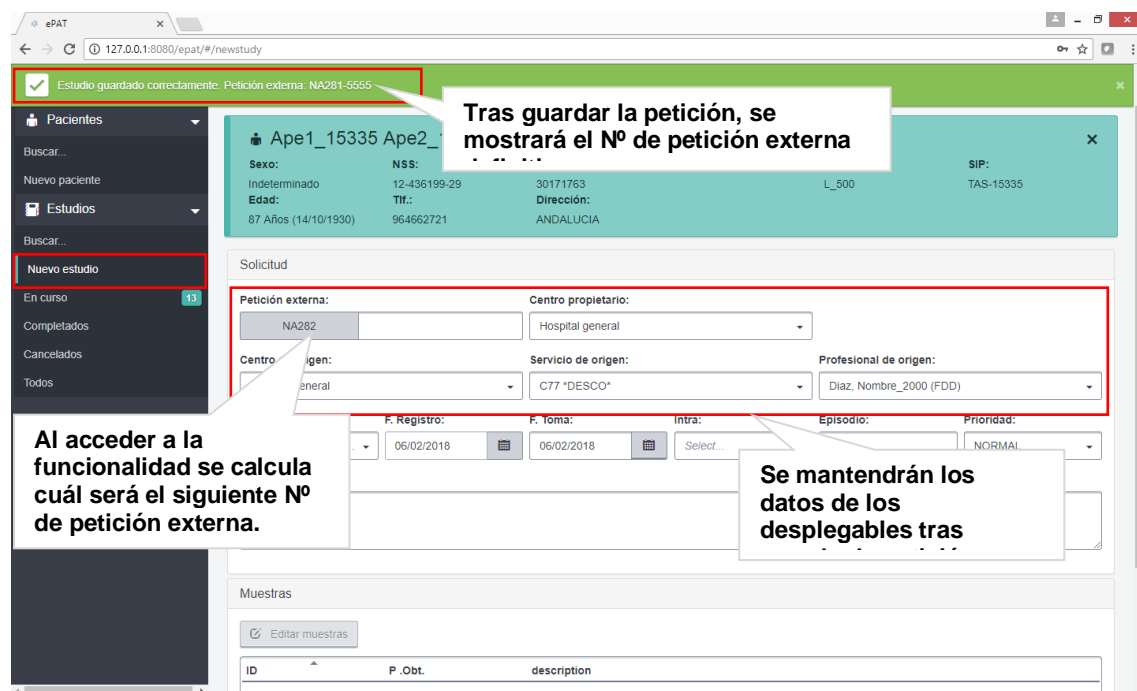 ePAT
127.0.0.1:8080/epat/#/newstudy
Estudio guardado correctamente. Petición externa: NA281-5555
Tras guardar la petición, se
mostrará el Nº de petición externa
Pacientes
Buscar...
Nuevo paciente
Estudios
Buscar...
Nuevo estudio
En curso 13
Completados
Cancelados
Todos
Ape1_15335 Ape2_
Sexo: NSS: SIP:
Indeterminado 12-436199-29 30171763 L_500 TAS-15335
Edad: Tlf.: Dirección:
87 Años (14/10/1930) 964662721 ANDALUCIA
Solicitud
Petición externa: Centro propietario:
NA282 Hospital general
Centro Servicio de origen: Profesional de origen:
C77 *DESCO* Diaz, Nombre_2000 (FDD)
F. Registro: F. Toma: Intra: Episodio: Prioridad:
06/02/2018 06/02/2018 Select... NORMAL
Al acceder a la
funcionalidad se calcula
cuál será el siguiente Nº
de petición externa.
Se mantendrán los
datos de los
desplegables tras
Muestras
Editar muestras
ID P .Obt. description